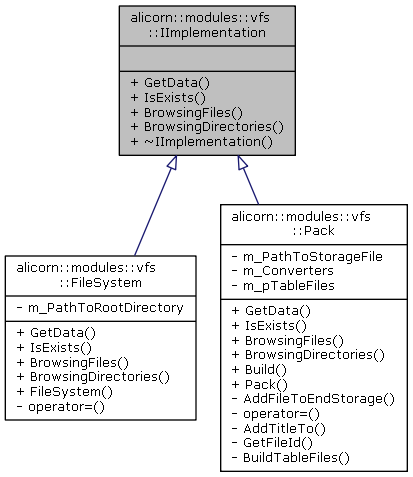 alicorn::modules::vfs
::IImplementation
+ GetData()
+ IsExists()
+ BrowsingFiles()
+ BrowsingDirectories()
+ ~IImplementation()
alicorn::modules::vfs
::FileSystem
- m_PathToRootDirectory
+ GetData()
+ IsExists()
+ BrowsingFiles()
+ BrowsingDirectories()
+ FileSystem()
- operator=()
alicorn::modules::vfs
::Pack
- m_PathToStorageFile
- m_Converters
- m_pTableFiles
+ GetData()
+ IsExists()
+ BrowsingFiles()
+ BrowsingDirectories()
+ Build()
+ Pack()
- AddFileToEndStorage()
- operator=()
- AddTitleTo()
- GetFileId()
- BuildTableFiles()